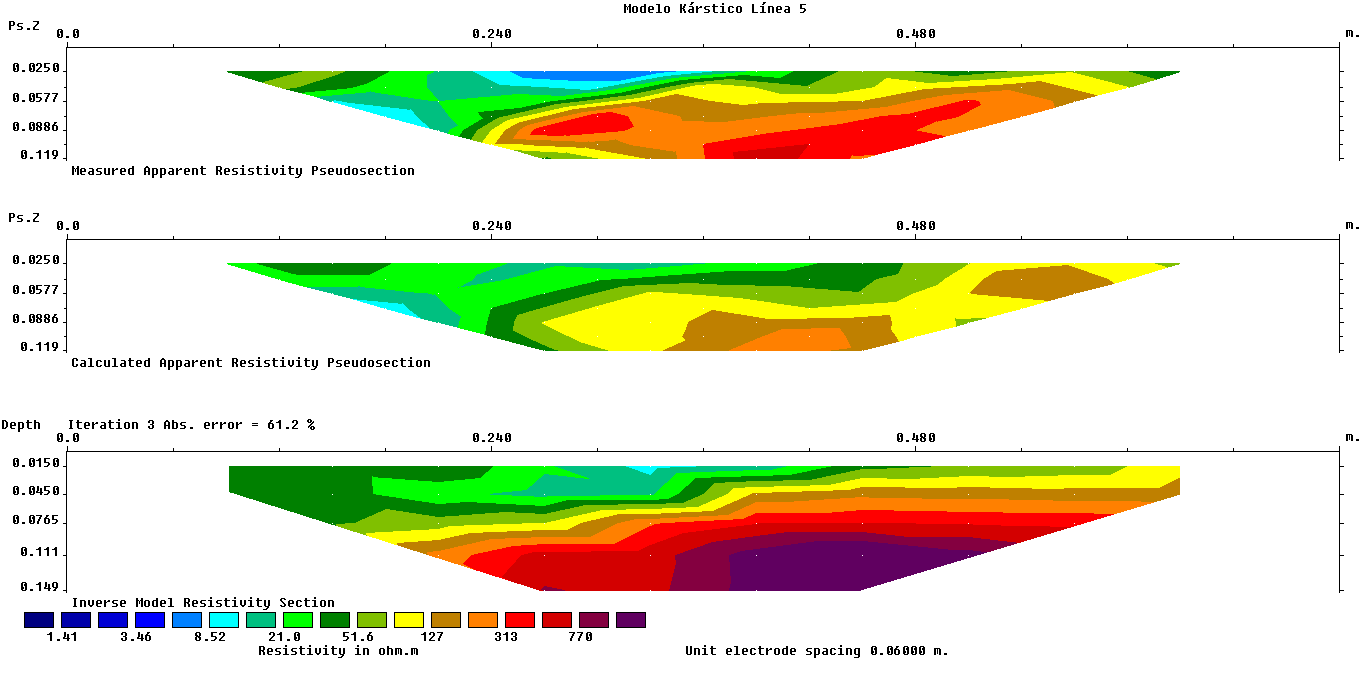 Modelo Kárstico Línea 5
Ps.Z
0.0 0.240 0.480 m.
0.0250
0.0577
0.0886
0.119
Measured Apparent Resistivity Pseudosection
Ps.Z
0.0 0.240 0.480 m.
0.0250
0.0577
0.0886
0.119
Calculated Apparent Resistivity Pseudosection
Depth Iteration 3 Abs. error = 61.2 %
0.0 0.240 0.480 m.
0.0150
0.0450
0.0765
0.111
0.149
Inverse Model Resistivity Section
1.41 3.46 8.52 21.0 51.6 127 313 770
Resistivity in ohm.m Unit electrode spacing 0.06000 m.